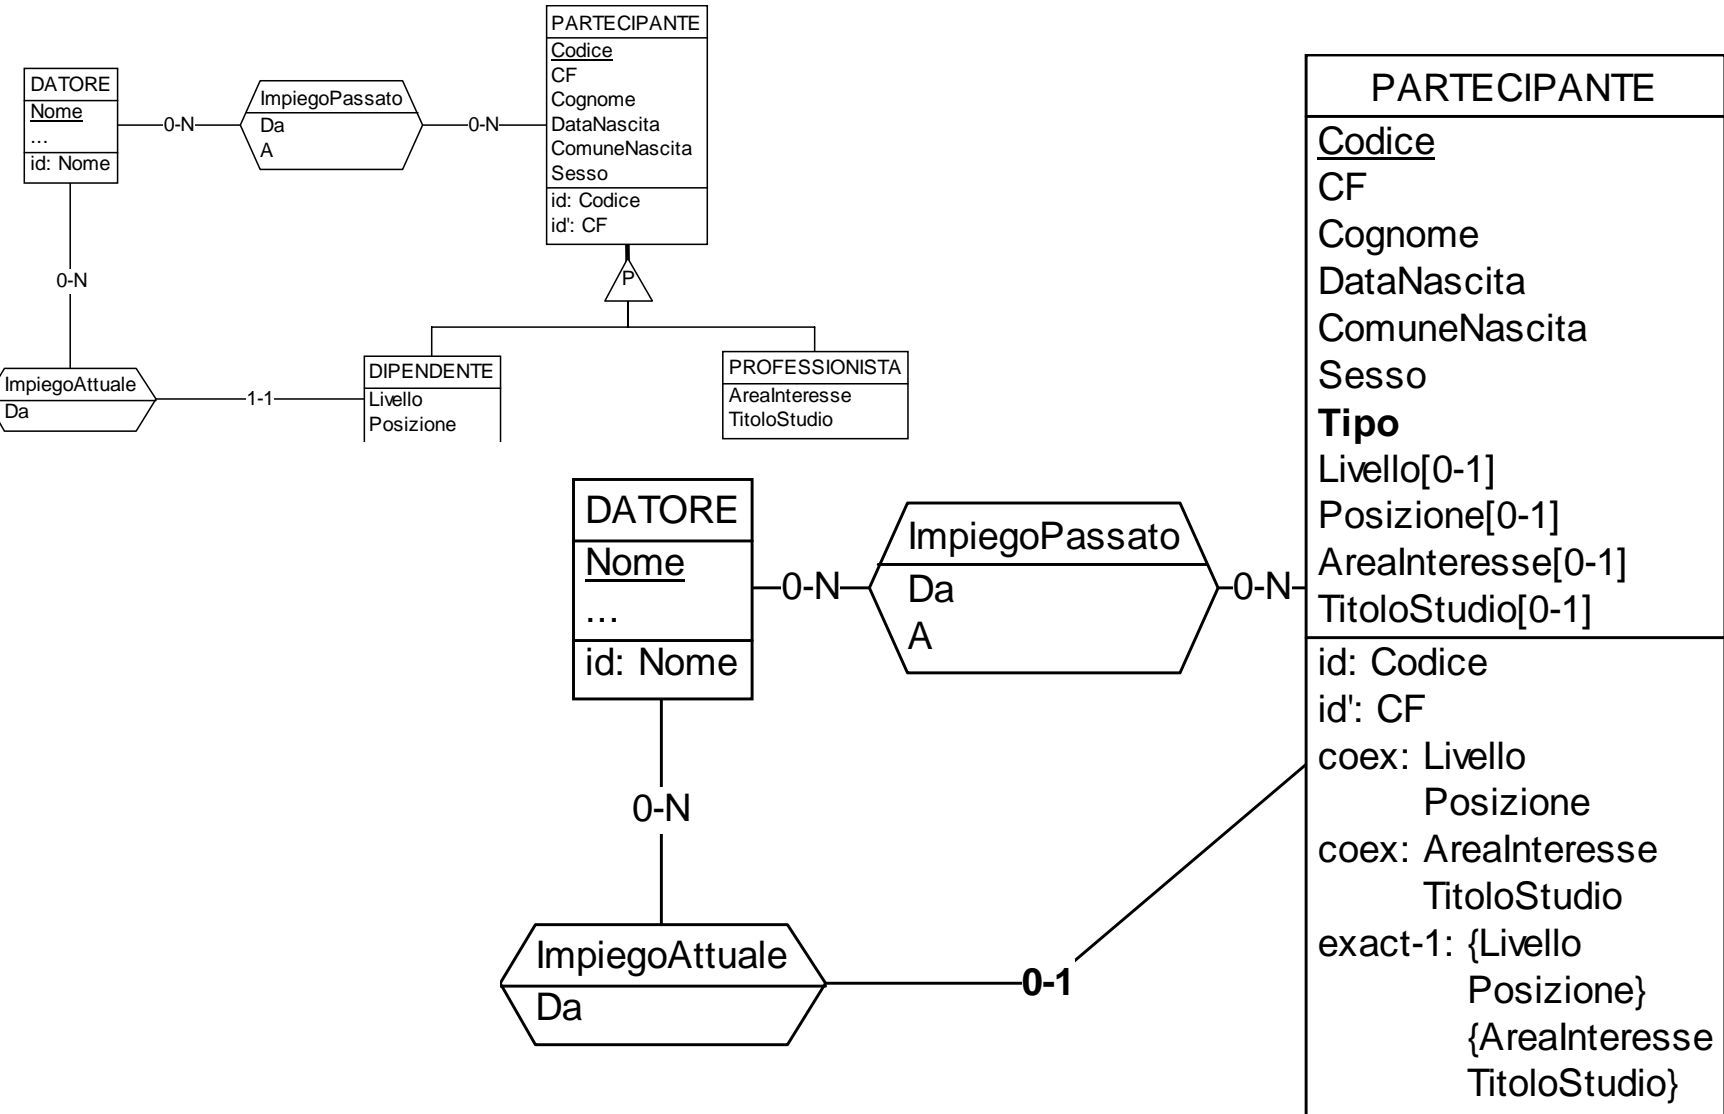 PARTECIPANTE
Codice
CF
Cognome
DataNascita
ComuneNascita
Sesso
id: Codice
id': CF
DATORE
Nome
...
id: Nome
0-N
ImpiegoPassato
Da
A
0-N
0-N
P
ImpiegoAttuale
Da
1-1
DIPENDENTE
Livello
Posizione
PROFESSIONISTA
AreaInteresse
TitoloStudio
DATORE
Nome
...
id: Nome
0-N
ImpiegoPassato
Da
A
0-N
0-N
ImpiegoAttuale
Da
0-1
PARTECIPANTE
Codice
CF
Cognome
DataNascita
ComuneNascita
Sesso
Tipo
Livello[0-1]
Posizione[0-1]
AreaInteresse[0-1]
TitoloStudio[0-1]
id: Codice
id': CF
coex: Livello
Posizione
coex: AreaInteresse
TitoloStudio
exact-1: {Livello
Posizione}
{AreaInteresse
TitoloStudio}